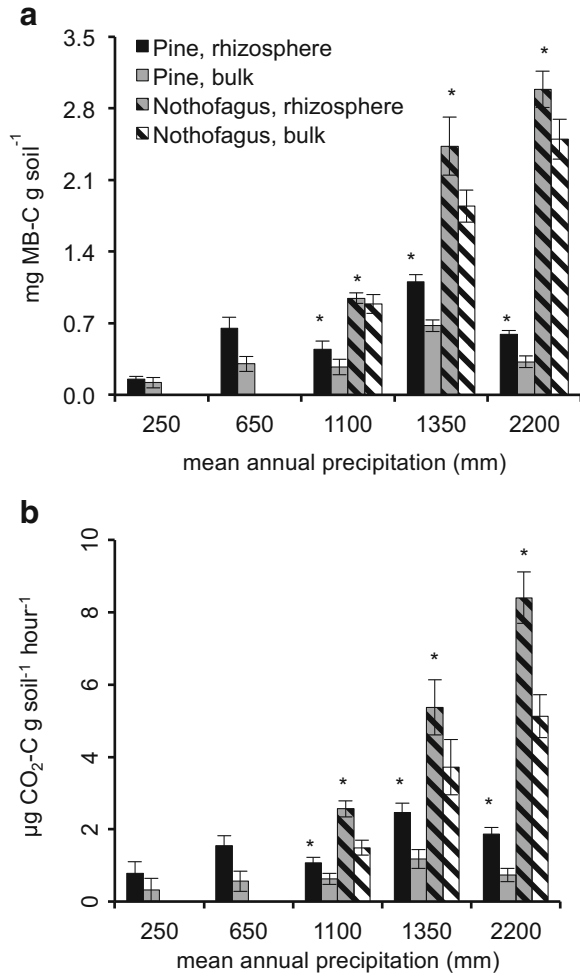 a
3.5
2.8
2.1
1.4
0.7
0.0
mg MB-C g soil⁻¹
Pine, rhizosphere
Pine, bulk
Nothofagus, rhizosphere
Nothofagus, bulk
* * * * * *
250 650 1100 1350 2200
mean annual precipitation (mm)
b
10
8
6
4
2
0
µg CO₂-C g soil⁻¹ hour⁻¹
* * * * * *
250 650 1100 1350 2200
mean annual precipitation (mm)